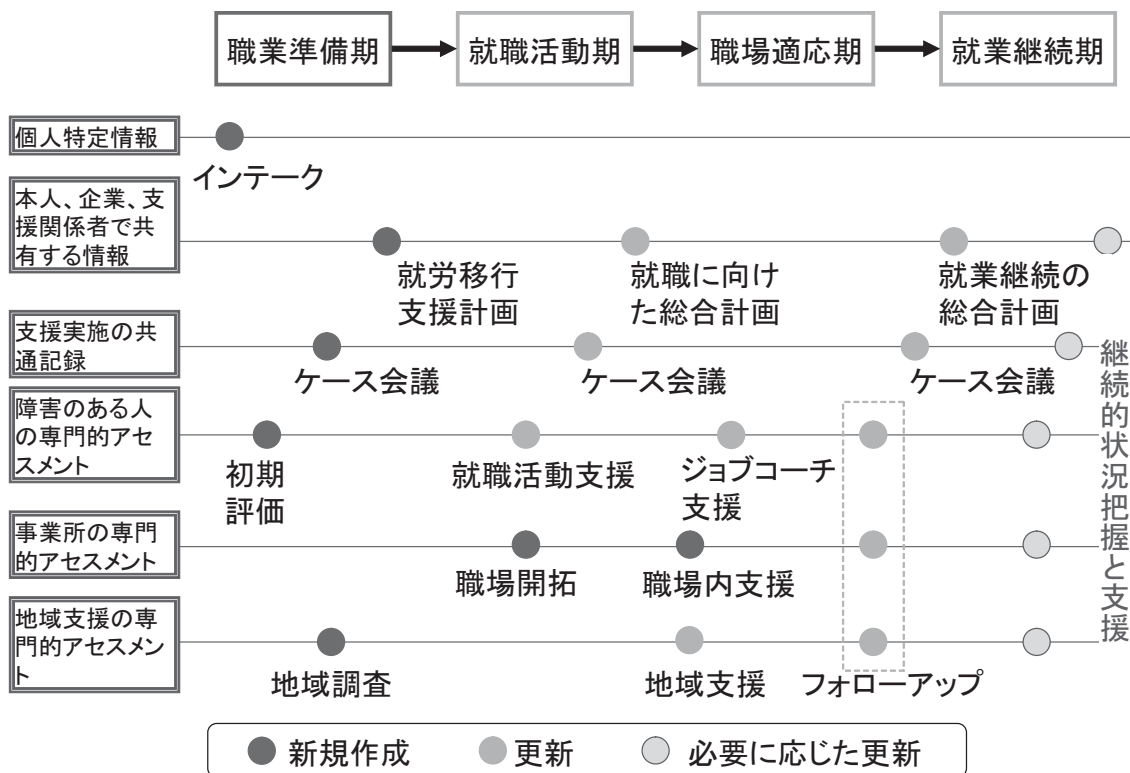 職業準備期
就職活動期
職場適応期
就業継続期
個人特定情報
インテーク
本人、企業、支
援関係者で共
有する情報
就労移行
支援計画
就職に向け
た総合計画
就業継続の
総合計画
支援実施の共
通記録
ケース会議
ケース会議
ケース会議
障害のある人
の専門的アセ
スメント
初期
評価
就職活動支援
ジョブコーチ
支援
事業所の専門
的アセスメント
職場開拓
職場内支援
地域支援の専
門的アセスメン
ト
地域調査
地域支援
フォローアップ
継続的状況把握と支援
新規作成
更新
必要に応じた更新